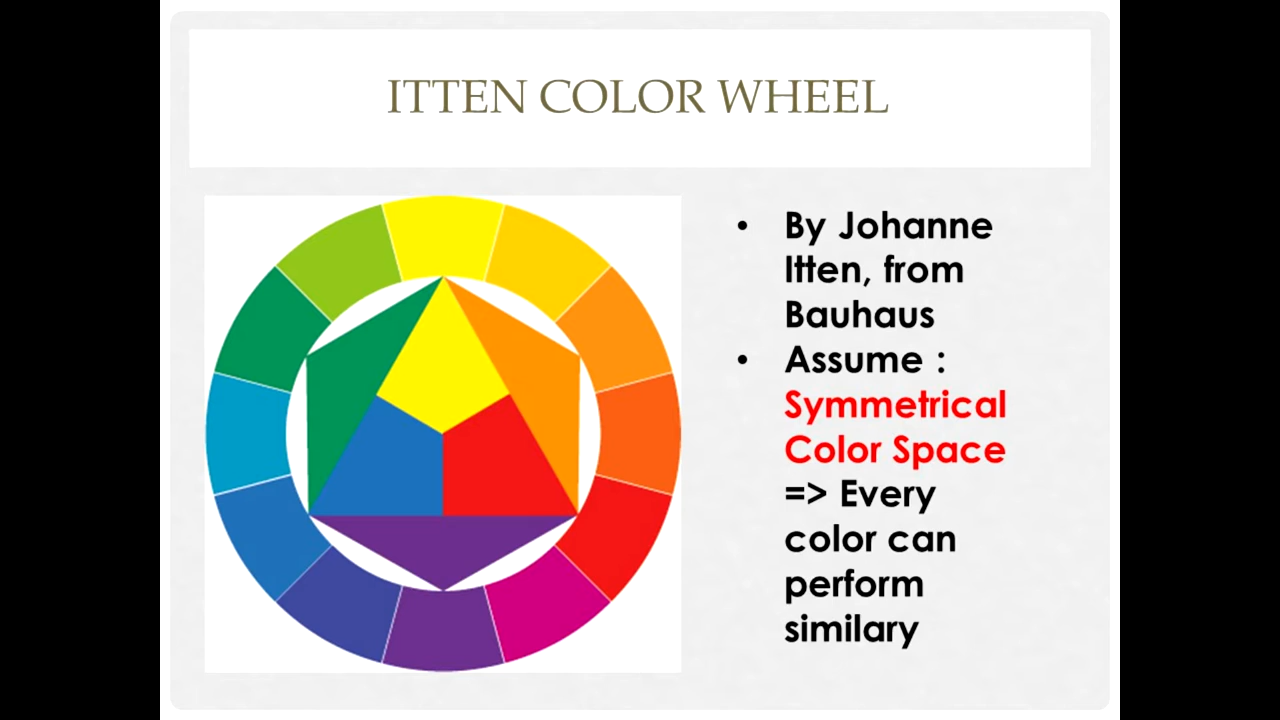 ITTEN COLOR WHEEL
• By Johanne
Itten, from
Bauhaus
• Assume :
Symmetrical
Color Space
=> Every
color can
perform
similary